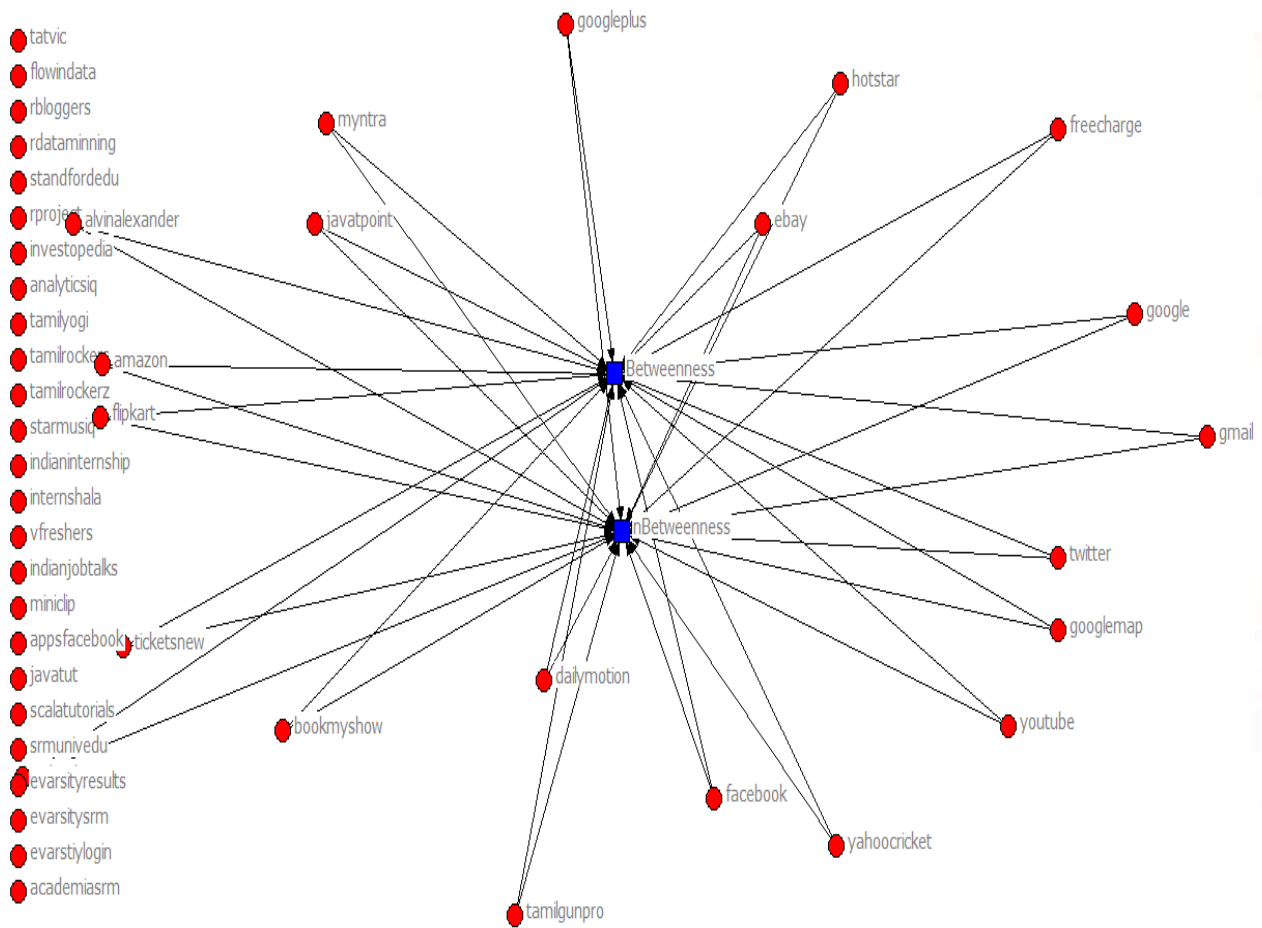 googleplus
tatvic
flowindata
hotstar
rbloggers
myntra
freecharge
rdataminning
standfordedu
rproject
alvinalexander
javatpoint
ebay
investopedia
analyticsiq
google
tamilyogi
tamilrockers
amazon
Betweenness
tamilrockerz
flipkart
starmusiq
gmail
indianinternship
internshala
nBetweenness
vfreshers
twitter
indianjobtalks
miniclip
googlemap
appsfacebook
ticketsnew
javatut
dailymotion
scalatutorials
bookmyshow
youtube
srmunivedu
evarsityresults
facebook
evarsitysrm
yahoocricket
evarstiylogin
academiasrm
tamilgunpro